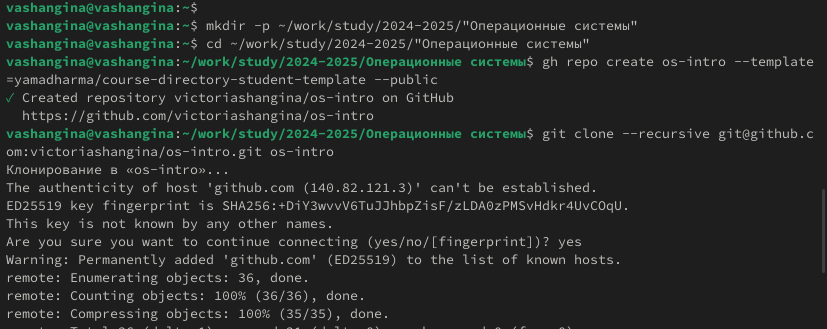 vashangina@vashangina:~$
vashangina@vashangina:~$ mkdir -p ~/work/study/2024-2025/"Операционные системы"
vashangina@vashangina:~$ cd ~/work/study/2024-2025/"Операционные системы"
vashangina@vashangina:~/work/study/2024-2025/Операционные системы$ gh repo create os-intro --template
=yamadharma/course-directory-student-template --public
✓ Created repository victoriashangina/os-intro on GitHub
https://github.com/victoriashangina/os-intro
vashangina@vashangina:~/work/study/2024-2025/Операционные системы$ git clone --recursive git@github.c
om:victoriashangina/os-intro.git os-intro
Клонирование в «os-intro»...
The authenticity of host 'github.com (140.82.121.3)' can't be established.
ED25519 key fingerprint is SHA256:+DiY3wvvV6TuJJhbpZisF/zLDA0zPMSvHdkr4UvCOqU.
This key is not known by any other names.
Are you sure you want to continue connecting (yes/no/[fingerprint])? yes
Warning: Permanently added 'github.com' (ED25519) to the list of known hosts.
remote: Enumerating objects: 36, done.
remote: Counting objects: 100% (36/36), done.
remote: Compressing objects: 100% (35/35), done.